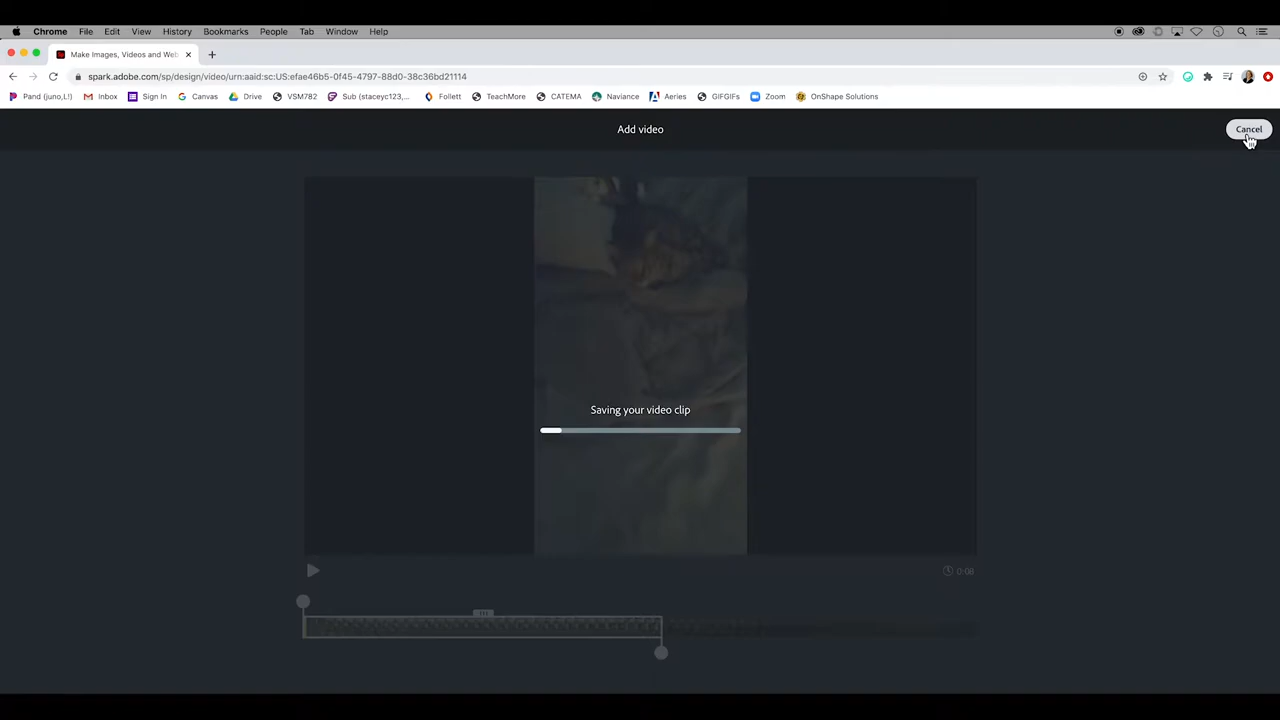 Chrome File Edit View History Bookmarks People Tab Window Help
Make Images, Videos and Web
spark.adobe.com/sp/design/video/urn:aaid:sc:US:efae46b5-0f45-4797-88d0-38c36bd21114
Pand (juno,L!) Inbox Sign In Canvas Drive VSM782 Sub (staceyc123,... Follett TeachMore CATEMA Naviance Aeries GIFGIFs Zoom OnShape Solutions
Add video
Cancel
Saving your video clip
0:08